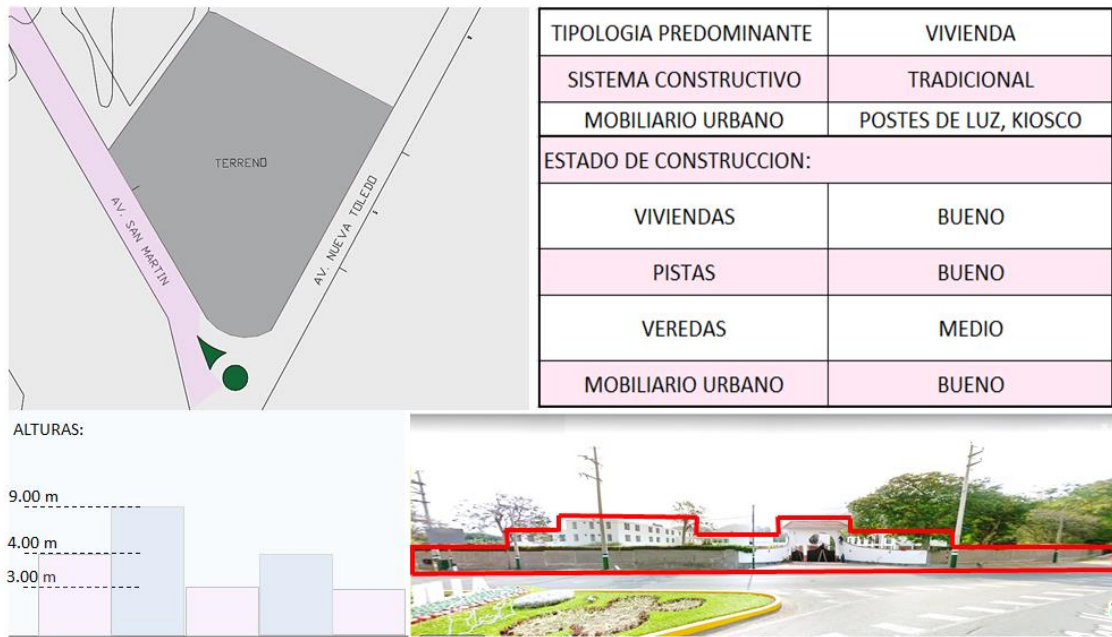 TERRENO
AV. SAN MARTIN
AV. NUEVA TOLEDO
TIPOLOGIA PREDOMINANTE VIVIENDA
SISTEMA CONSTRUCTIVO TRADICIONAL
MOBILIARIO URBANO POSTES DE LUZ, KIOSCO
ESTADO DE CONSTRUCCION:
VIVIENDAS BUENO
PISTAS BUENO
VEREDAS MEDIO
MOBILIARIO URBANO BUENO
ALTURAS:
9.00 m
4.00 m
3.00 m